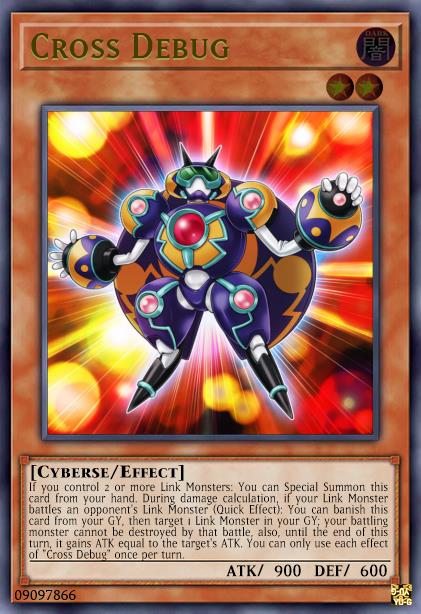 Cross Debug
DARK
闇
[Cyberse/Effect]
If you control 2 or more Link Monsters: You can Special Summon this
card from your hand. During damage calculation, if your Link Monster
battles an opponent's Link Monster (Quick Effect): You can banish this
card from your GY, then target 1 Link Monster in your GY; your battling
monster cannot be destroyed by that battle, also, until the end of this
turn, it gains ATK equal to the target's ATK. You can only use each effect
of "Cross Debug" once per turn.
ATK/ 900 DEF/ 600
09097866